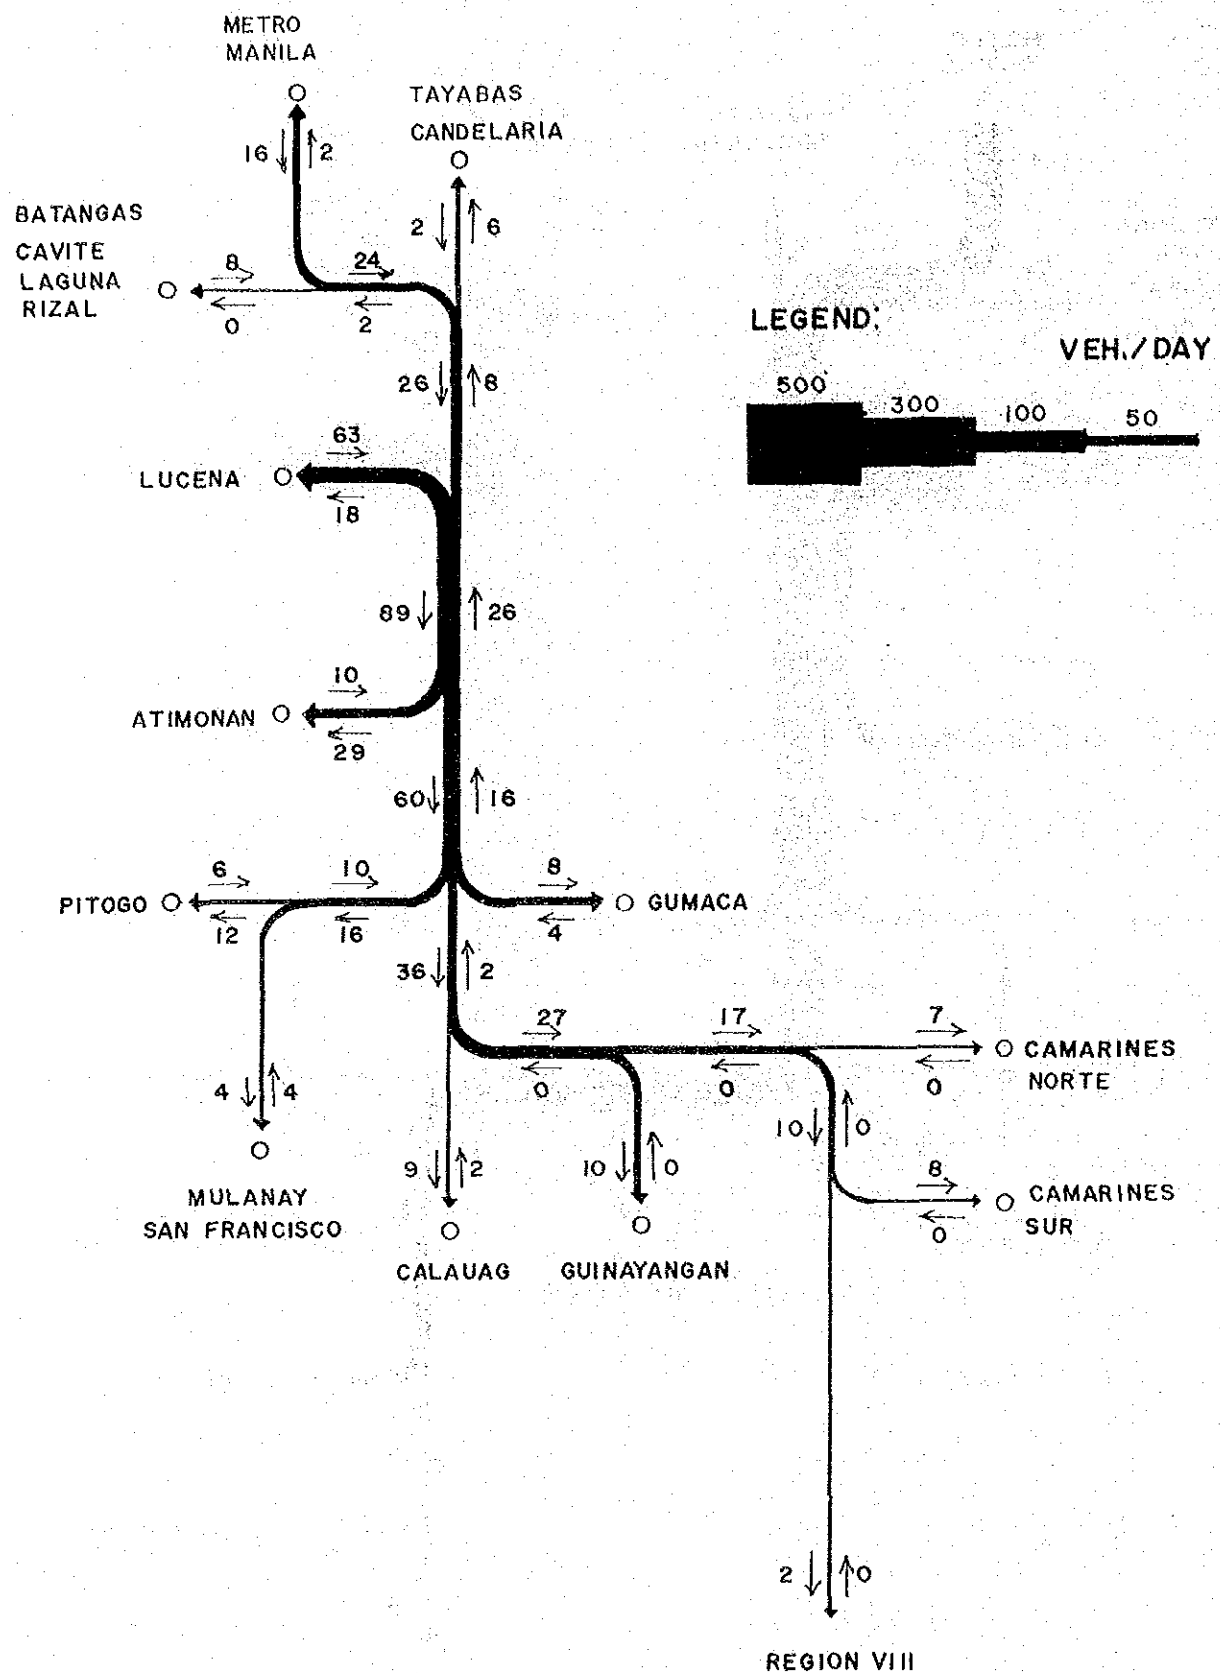 METRO
MANILA
TAYABAS
CANDELARIA
16
2
2
6
BATANGAS
CAVITE
LAGUNA
RIZAL
8
0
24
2
LEGEND:
VEH./DAY
500
300
100
50
26
8
LUCENA
63
18
89
26
ATIMONAN
10
29
60
16
PITOGO
6
12
10
16
8
4
GUMACA
36
2
27
0
17
0
7
0
CAMARINES
NORTE
4
4
MULANAY
SAN FRANCISCO
9
2
CALAUAG
10
0
GUINAYANGAN
10
0
8
0
CAMARINES
SUR
2
0
REGION VIII